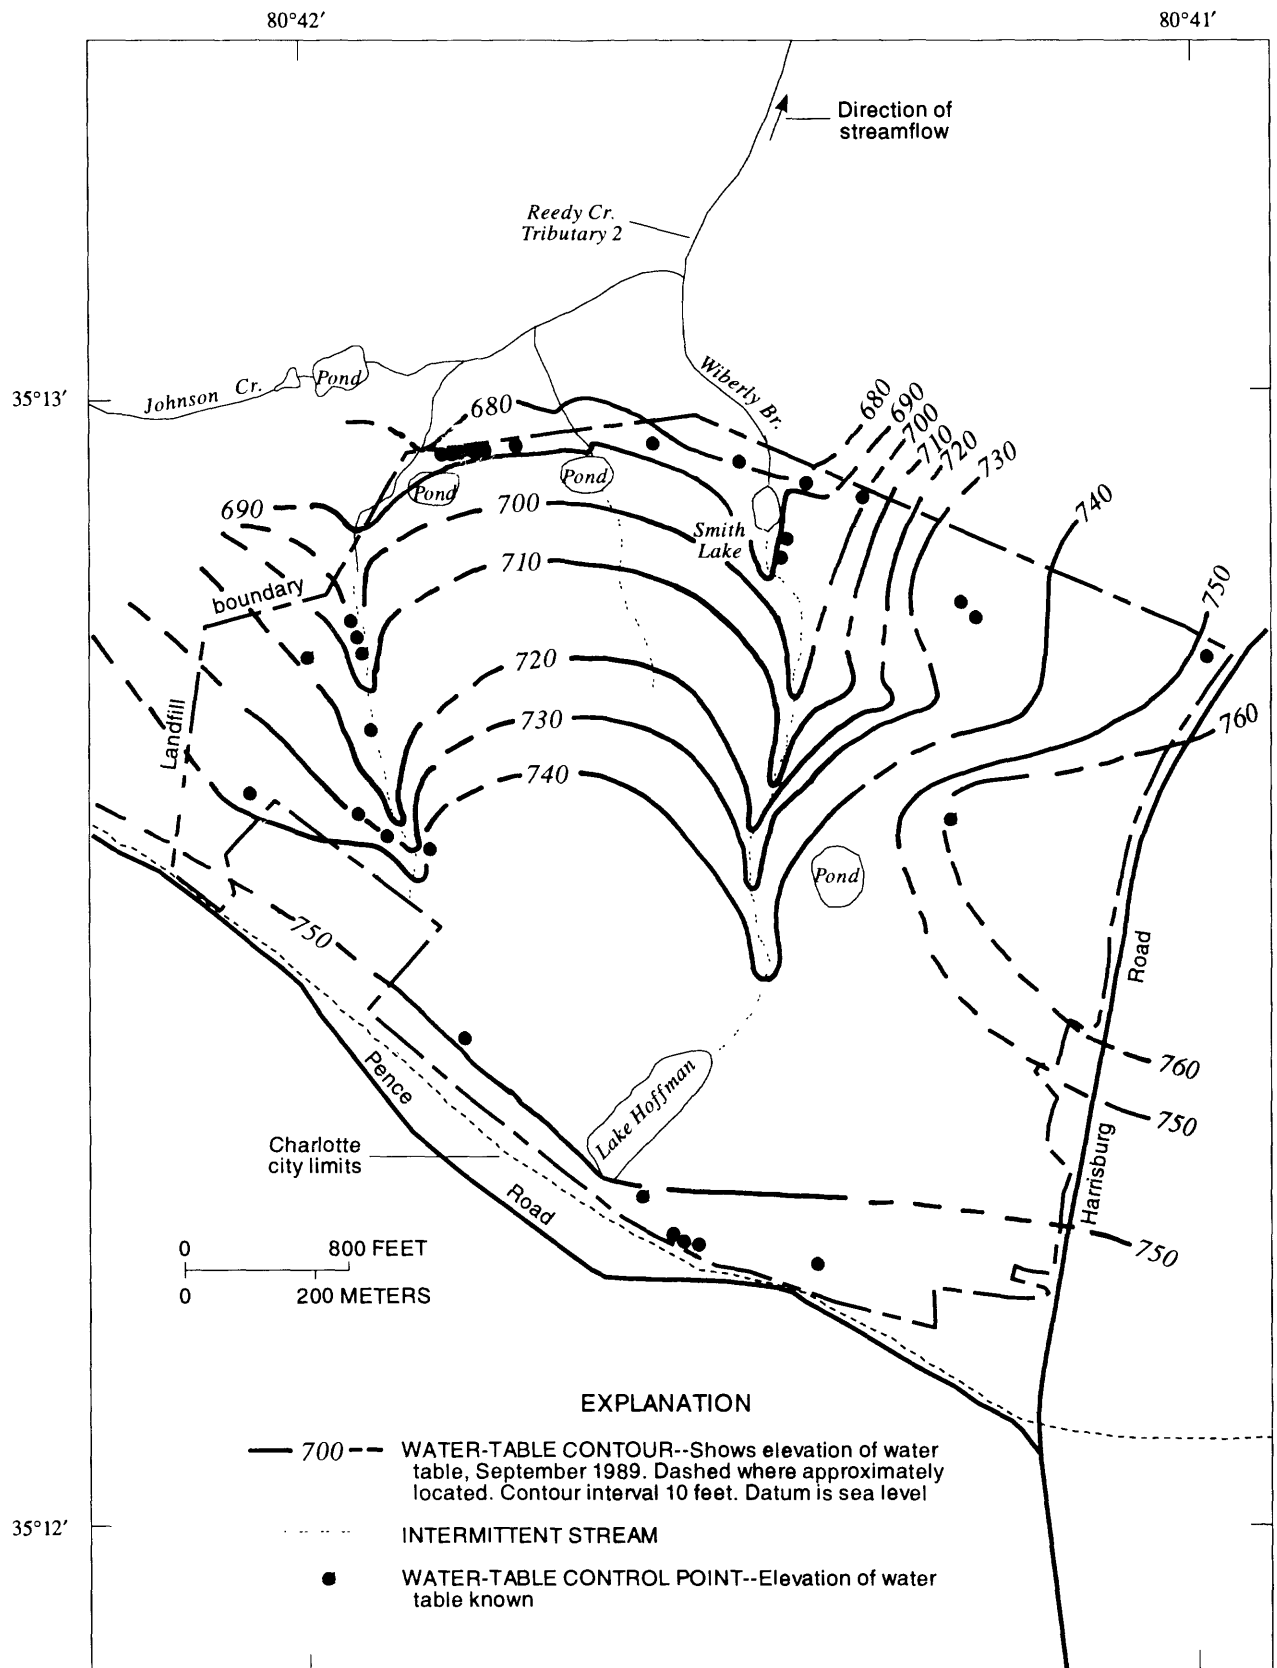 80°42′
80°41′
Direction of
streamflow
Reedy Cr.
Tributary 2
Wiberly Br.
35°13′
Johnson Cr.
Pond
680
680
690
700
710
720
730
740
750
760
Pond
Pond
690
700
Smith
Lake
710
boundary
720
Landfill
730
740
Pond
750
Road
Pence
Lake Hoffman
760
750
Charlotte
city limits
Road
Harrisburg
750
0 800 FEET
0 200 METERS
EXPLANATION
700 WATER-TABLE CONTOUR--Shows elevation of water
table, September 1989. Dashed where approximately
located. Contour interval 10 feet. Datum is sea level
35°12′
INTERMITTENT STREAM
WATER-TABLE CONTROL POINT--Elevation of water
table known